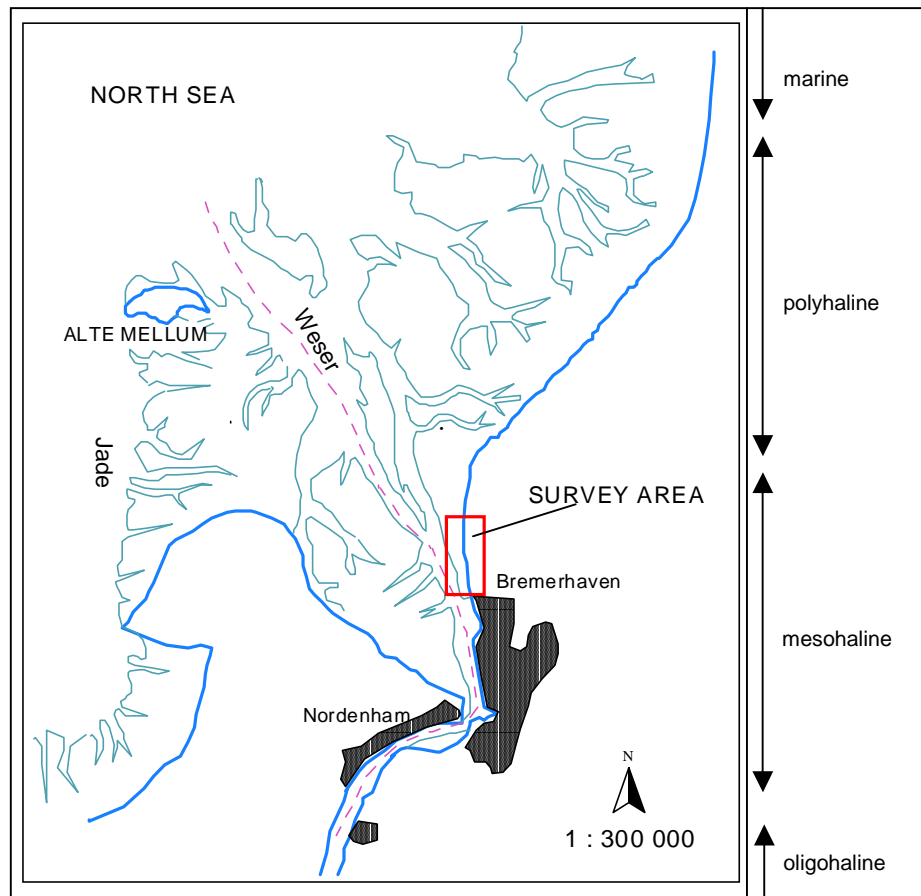 marine
NORTH SEA
polyhaline
Weser
ALTE MELLUM
Jade
SURVEY AREA
Bremerhaven
mesohaline
Nordenham
N
1 : 300 000
oligohaline